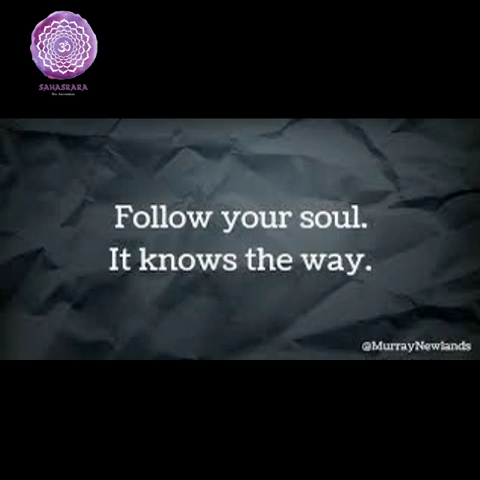 ॐ
SAHASRARA
Follow your soul.
It knows the way.
@MurrayNewlands